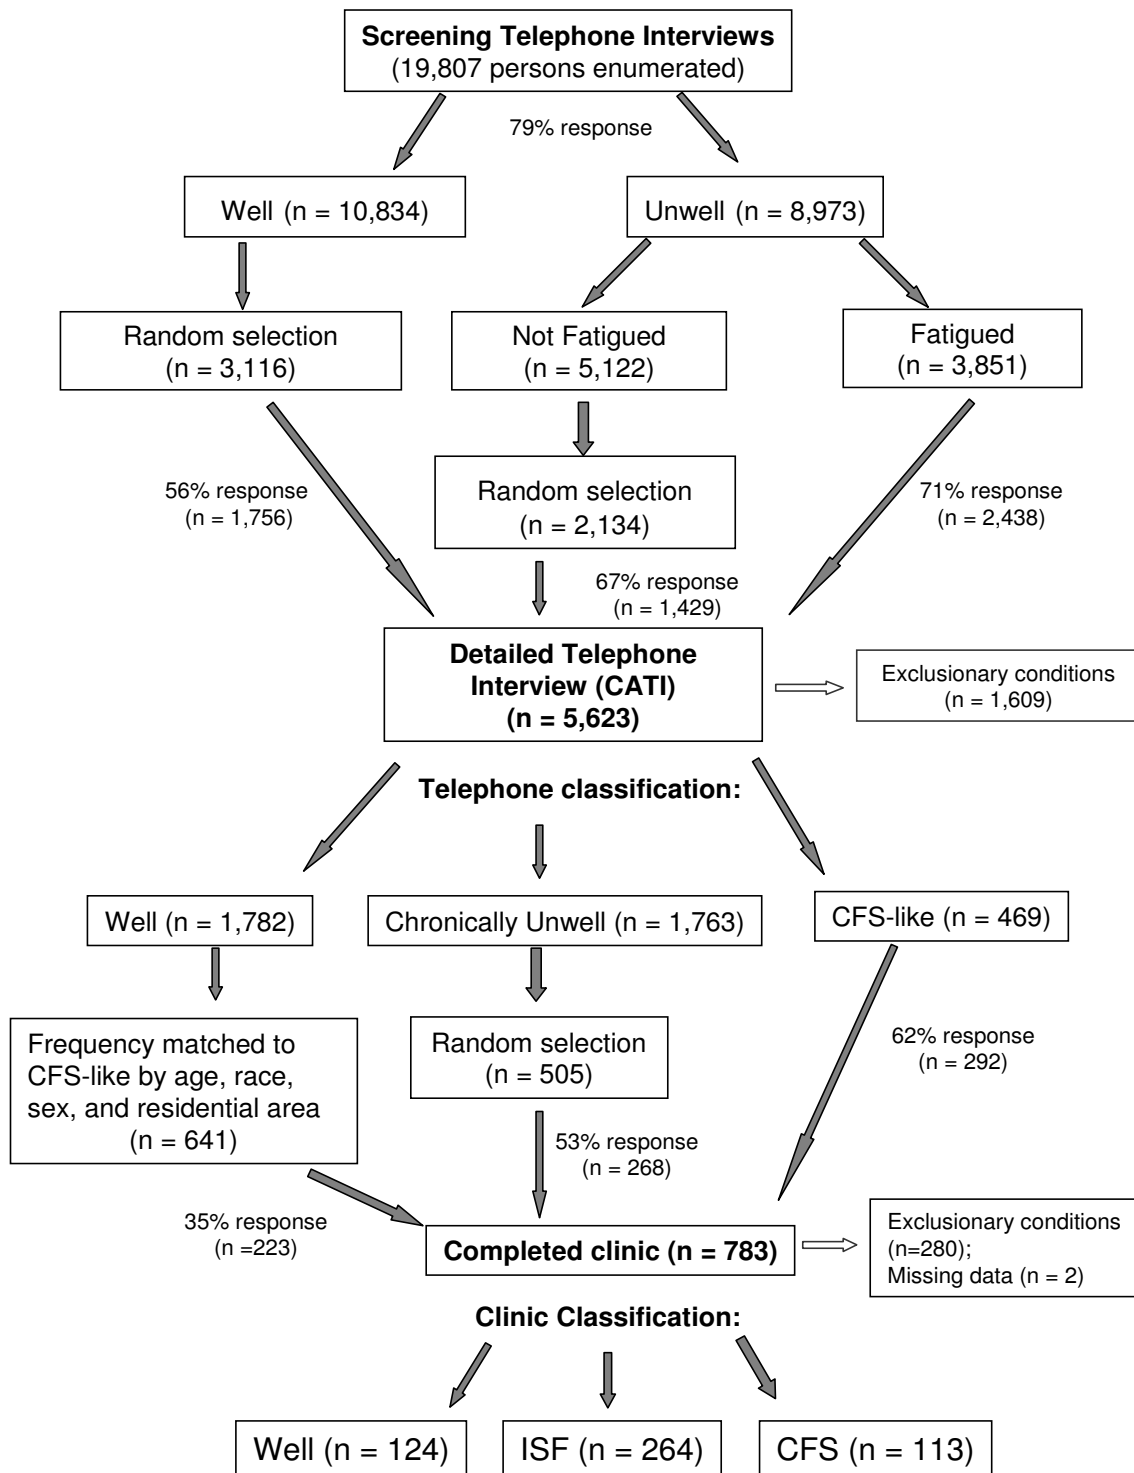 Screening Telephone Interviews
(19,807 persons enumerated)
79% response
Well (n = 10,834)
Unwell (n = 8,973)
Random selection
(n = 3,116)
Not Fatigued
(n = 5,122)
Fatigued
(n = 3,851)
56% response
(n = 1,756)
Random selection
(n = 2,134)
71% response
(n = 2,438)
67% response
(n = 1,429)
Detailed Telephone
Interview (CATI)
(n = 5,623)
Exclusionary conditions
(n = 1,609)
Telephone classification:
Well (n = 1,782)
Chronically Unwell (n = 1,763)
CFS-like (n = 469)
Frequency matched to
CFS-like by age, race,
sex, and residential area
(n = 641)
Random selection
(n = 505)
62% response
(n = 292)
53% response
(n = 268)
35% response
(n =223)
Completed clinic (n = 783)
Exclusionary conditions
(n=280);
Missing data (n = 2)
Clinic Classification:
Well (n = 124)
ISF (n = 264)
CFS (n = 113)